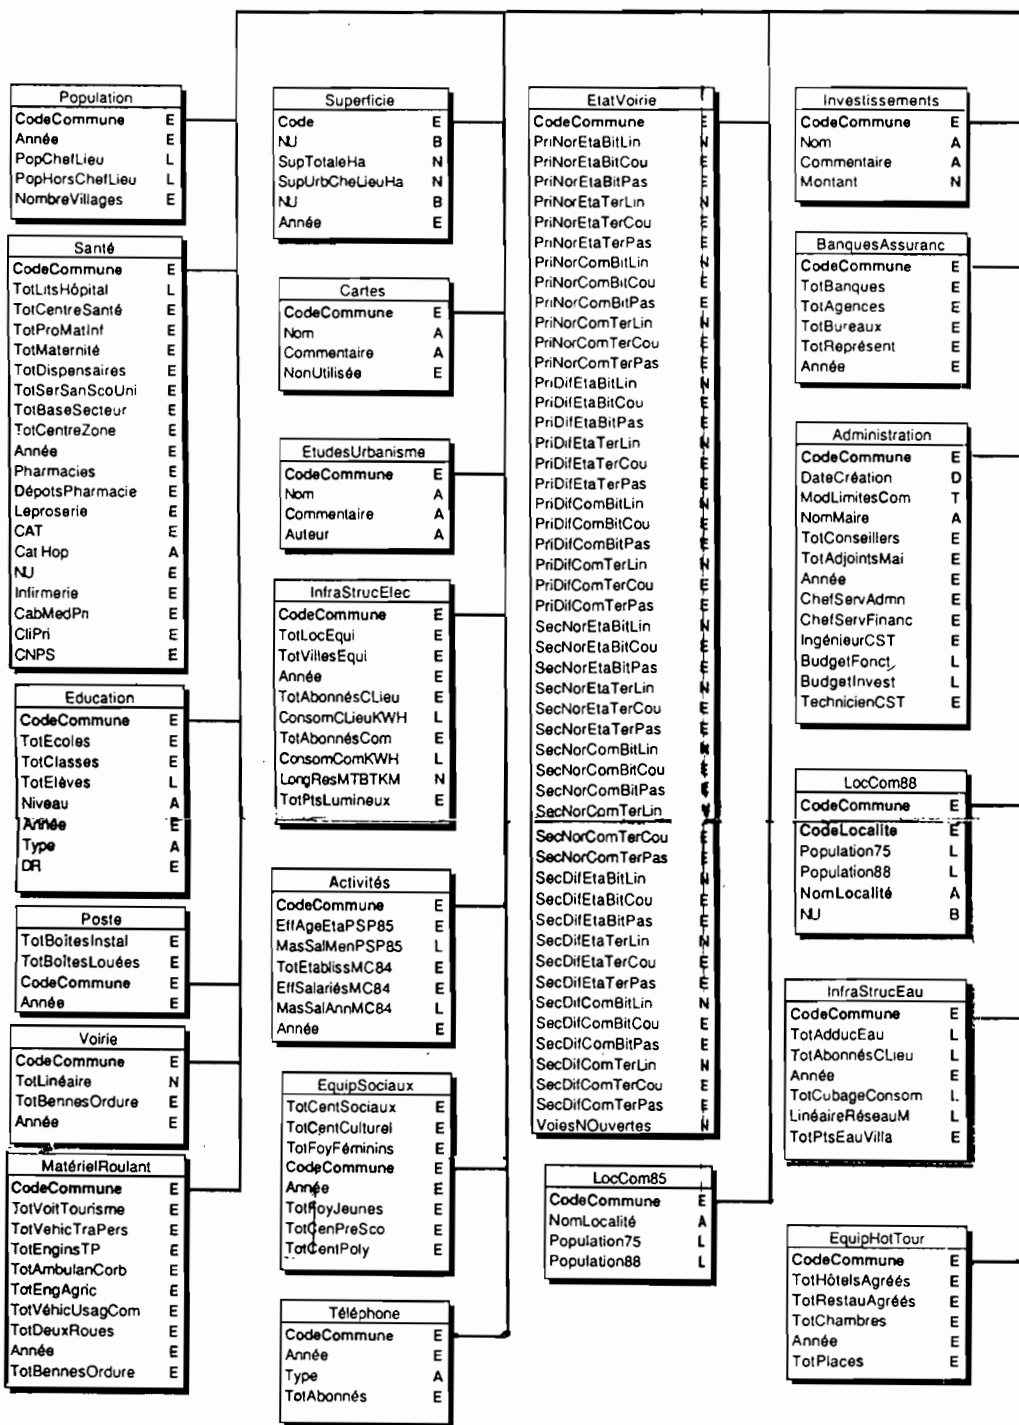 Population
CodeCommune E
Année E
PopChefLieu L
PopHorsChefLieu L
NombreVillages E
Santé
CodeCommune E
TotLitsHôpital L
TotCentreSanté E
TotProMatInf E
TotMaternité E
TotDispensaires E
TotSerSanScoUni E
TotBaseSecteur E
TotCentreZone E
Année E
Pharmacies E
DépotsPharmacie E
Leproserie E
CAT E
Cat Hop A
NU E
Infirmerie E
CabMedPri E
CliPri E
CNPS E
Education
CodeCommune E
TotEcoles E
TotClasses E
TotElèves L
Niveau A
Année E
Type A
DR E
Poste
TotBoîtesInstal E
TotBoîtesLouées E
CodeCommune E
Année E
Voirie
CodeCommune E
TotLinéaire N
TotBennesOrdure E
Année E
MatérielRoulant
CodeCommune E
TotVoitTourisme E
TotVehicTraPers E
TotEnginsTP E
TotAmbulanCorb E
TotEngAgric E
TotVéhicUsagCom E
TotDeuxRoues E
Année E
TotBennesOrdure E
Superficie
Code E
NU B
SupTotaleHa N
SupUrbCheLieuHa N
NU B
Année E
Cartes
CodeCommune E
Nom A
Commentaire A
NonUtilisée E
EtudesUrbanisme
CodeCommune E
Nom A
Commentaire A
Auteur A
InfraStrucElec
CodeCommune E
TotLocEqui E
TotVillesEqui E
Année E
TotAbonnésCLieu E
ConsomCLieuKWH L
TotAbonnésCom E
ConsomComKWH L
LongResMTBTKM N
TotPtsLumineux E
Activités
CodeCommune E
EffAgeEtaPSP85 E
MasSalMenPSP85 L
TotEtablissMC84 E
EffSalariésMC84 E
MasSalAnnMC84 L
Année E
EquipSociaux
TotCentSociaux E
TotCentCulturel E
TotFoyFéminins E
CodeCommune E
Année E
TotFoyJeunes E
TotCenPreSco E
TotCentPoly E
Téléphone
CodeCommune E
Année E
Type A
TotAbonnés E
EtatVoirie
CodeCommune E
PriNorEtaBitLin N
PriNorEtaBitCou E
PriNorEtaBitPas E
PriNorEtaTerLin N
PriNorEtaTerCou E
PriNorEtaTerPas E
PriNorComBitLin N
PriNorComBitCou E
PriNorComBitPas E
PriNorComTerLin N
PriNorComTerCou E
PriNorComTerPas E
PriDifEtaBitLin N
PriDifEtaBitCou E
PriDifEtaBitPas E
PriDifEtaTerLin N
PriDifEtaTerCou E
PriDifEtaTerPas E
PriDifComBitLin N
PriDifComBitCou E
PriDifComBitPas E
PriDifComTerLin N
PriDifComTerCou E
PriDifComTerPas E
SecNorEtaBitLin N
SecNorEtaBitCou E
SecNorEtaBitPas E
SecNorEtaTerLin N
SecNorEtaTerCou E
SecNorEtaTerPas E
SecNorComBitLin N
SecNorComBitCou E
SecNorComBitPas E
SecNorComTerLin N
SecNorComTerCou E
SecNorComTerPas E
SecDifEtaBitLin N
SecDifEtaBitCou E
SecDifEtaBitPas E
SecDifEtaTerLin N
SecDifEtaTerCou E
SecDifEtaTerPas E
SecDifComBitLin N
SecDifComBitCou E
SecDifComBitPas E
SecDifComTerLin N
SecDifComTerCou E
SecDifComTerPas E
VoiesNOuvertes N
LocCom85
CodeCommune E
NomLocalité A
Population75 L
Population88 L
Investissements
CodeCommune E
Nom A
Commentaire A
Montant N
BanquesAssuranc
CodeCommune E
TotBanques E
TotAgences E
TotBureaux E
TotReprésent E
Année E
Administration
CodeCommune E
DateCréation D
ModLimitesCom T
NomMaire A
TotConseillers E
TotAdjointsMai E
Année E
ChefServAdmn E
ChefServFinanc E
IngénieurCST E
BudgetFonct L
BudgetInvest L
TechnicienCST E
LocCom88
CodeCommune E
CodeLocalite E
Population75 L
Population88 L
NomLocalité A
NU B
InfraStrucEau
CodeCommune E
TotAdducEau L
TotAbonnésCLieu L
Année E
TotCubageConsom L
LinéaireRéseauM L
TotPtsEauVilla E
EquipHotTour
CodeCommune E
TotHôtelsAgréés E
TotRestauAgréés E
TotChambres E
Année E
TotPlaces E